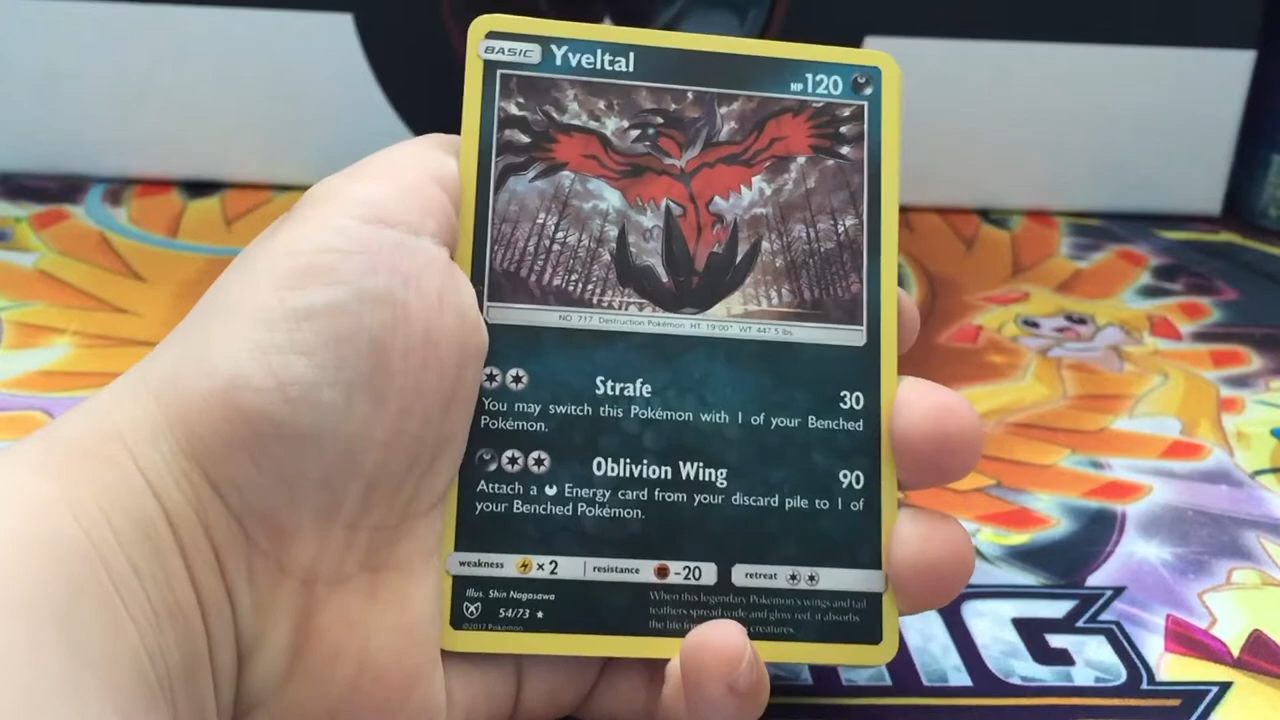 BASIC Yveltal HP 120
NO. 717 Destruction Pokémon HT: 19'00" WT: 447.5 lbs.
Strafe 30
You may switch this Pokémon with 1 of your Benched
Pokémon.
Oblivion Wing 90
Attach a Energy card from your discard pile to 1 of
your Benched Pokémon.
weakness ×2 resistance -20 retreat
Illus. Shin Nagasawa
54/73
©2017 Pokémon
When this legendary Pokémon's wings and tail
feathers spread wide and glow red, it absorbs
the life creatures.